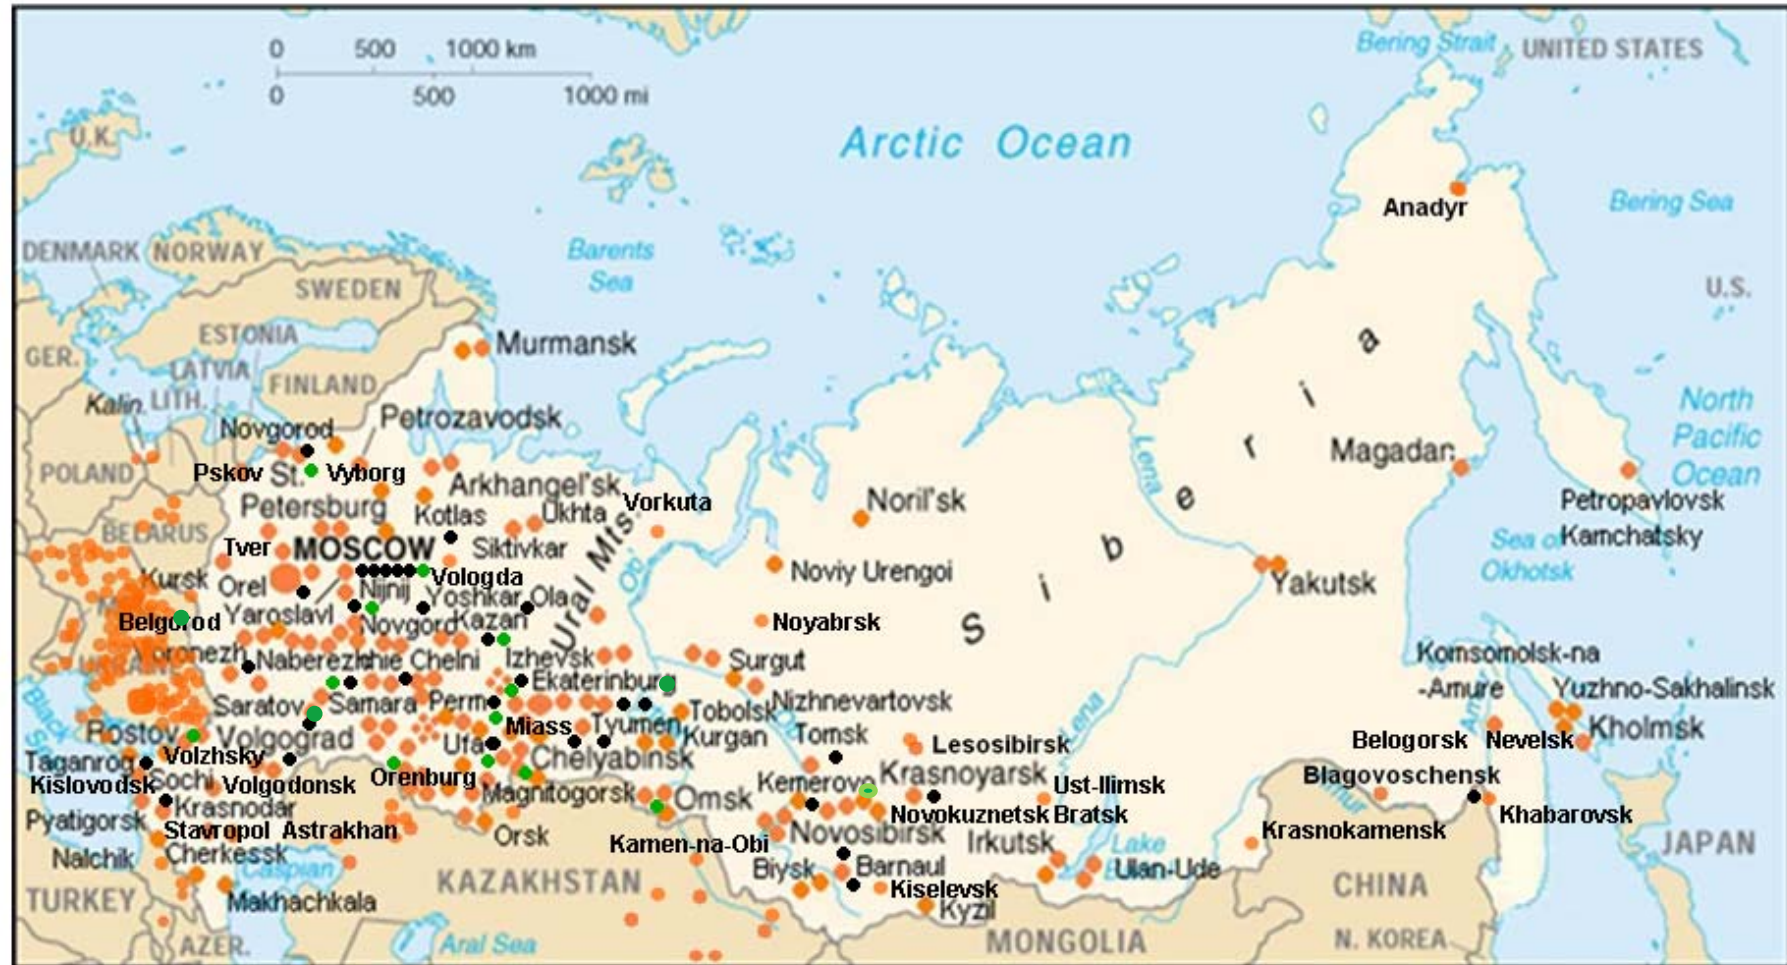 0 500 1000 km
0 500 1000 mi
Bering Strait
UNITED STATES
U.K.
Arctic Ocean
Anadyr
Bering Sea
DENMARK
NORWAY
Barents
Sea
SWEDEN
U.S.
ESTONIA
Murmansk
GER.
LATVIA
FINLAND
Kalin.
LITH.
Petrozavodsk
North
Pacific
Ocean
Novgorod
POLAND
Pskov
St.
Petersburg
Vyborg
Arkhangel'sk
Vorkuta
Noril'sk
Lena
Magadan
Petropavlovsk
Kamchatsky
Kotlas
Ukhta
BELARUS
Tver
MOSCOW
Siktivkar
Ural Mts.
Ob
Siberia
Sea of
Okhotsk
Kursk
Orel
Nijnij
Novgord
Vologda
Noviy Urengoi
Yakutsk
Yaroslavl
Yoshkar Ola
Belgorod
Kazan
Noyabrsk
UKRAINE
Voronezh
Naberezhnie Chelni
Izhevsk
Surgut
Komsomolsk-na
-Amure
Ekaterinburg
Nizhnevartovsk
Yuzhno-Sakhalinsk
Black
Saratov
Samara
Perm
Tobolsk
Lena
Amur
Rostov
Volgograd
Miass
Tyumen
Kurgan
Tomsk
Lesosibirsk
Belogorsk
Nevelsk
Kholmsk
Ufa
Taganrog
Volzhsky
Chelyabinsk
Kislovodsk
Sochi
Volgodonsk
Orenburg
Kemerovo
Krasnoyarsk
Ust-Ilimsk
Blagovoschensk
Amur
Krasnodar
Magnitogorsk
Omsk
Novokuznetsk
Bratsk
Khabarovsk
Pyatigorsk
Stavropol
Astrakhan
Orsk
Kamen-na-Obi
Novosibirsk
Irkutsk
Lake
Krasnokamensk
JAPAN
Nalchik
Cherkessk
Caspian
Biysk
Barnaul
Ulan-Ude
TURKEY
Makhachkala
KAZAKHSTAN
Kiselevsk
CHINA
Kyzil
AZER.
Aral Sea
MONGOLIA
N. KOREA